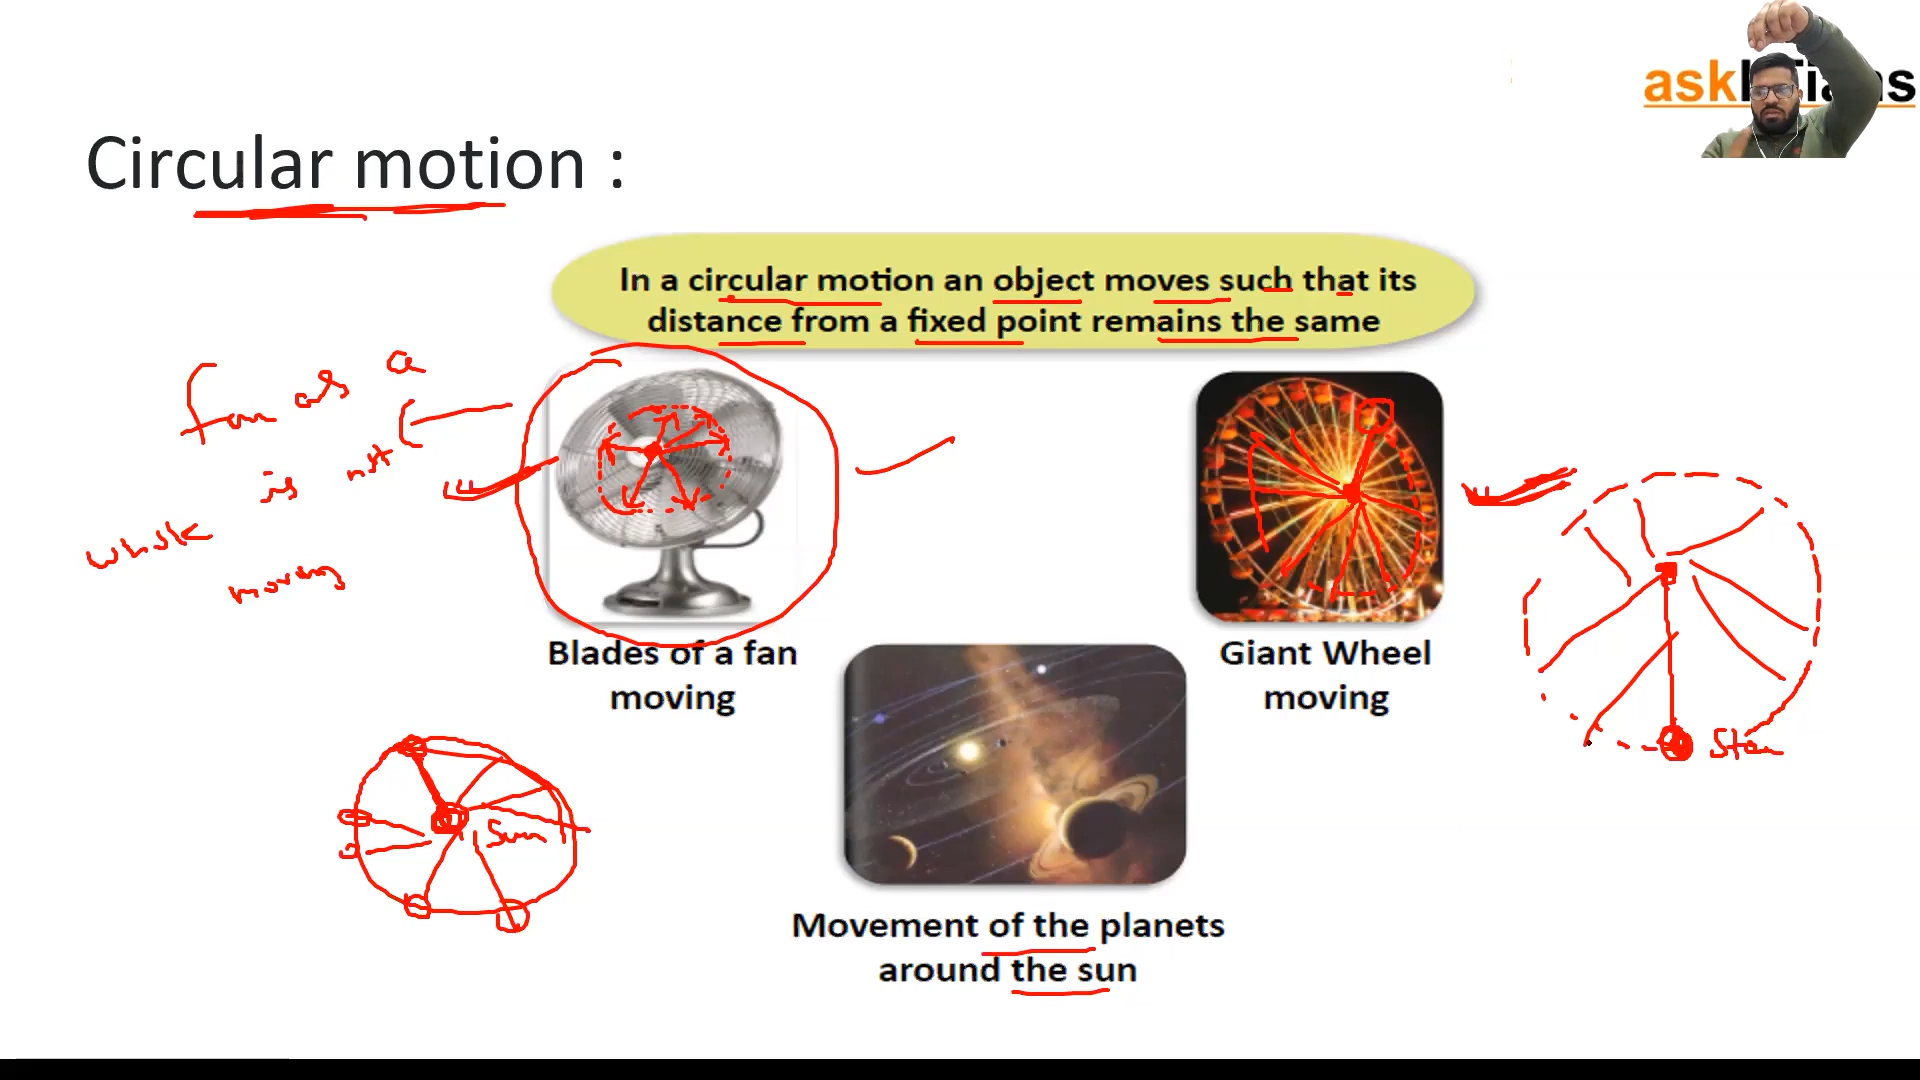 Circular motion :
In a circular motion an object moves such that its
distance from a fixed point remains the same
fan as a
whole is not
moving
Blades of a fan
moving
Giant Wheel
moving
Sun
Movement of the planets
around the sun